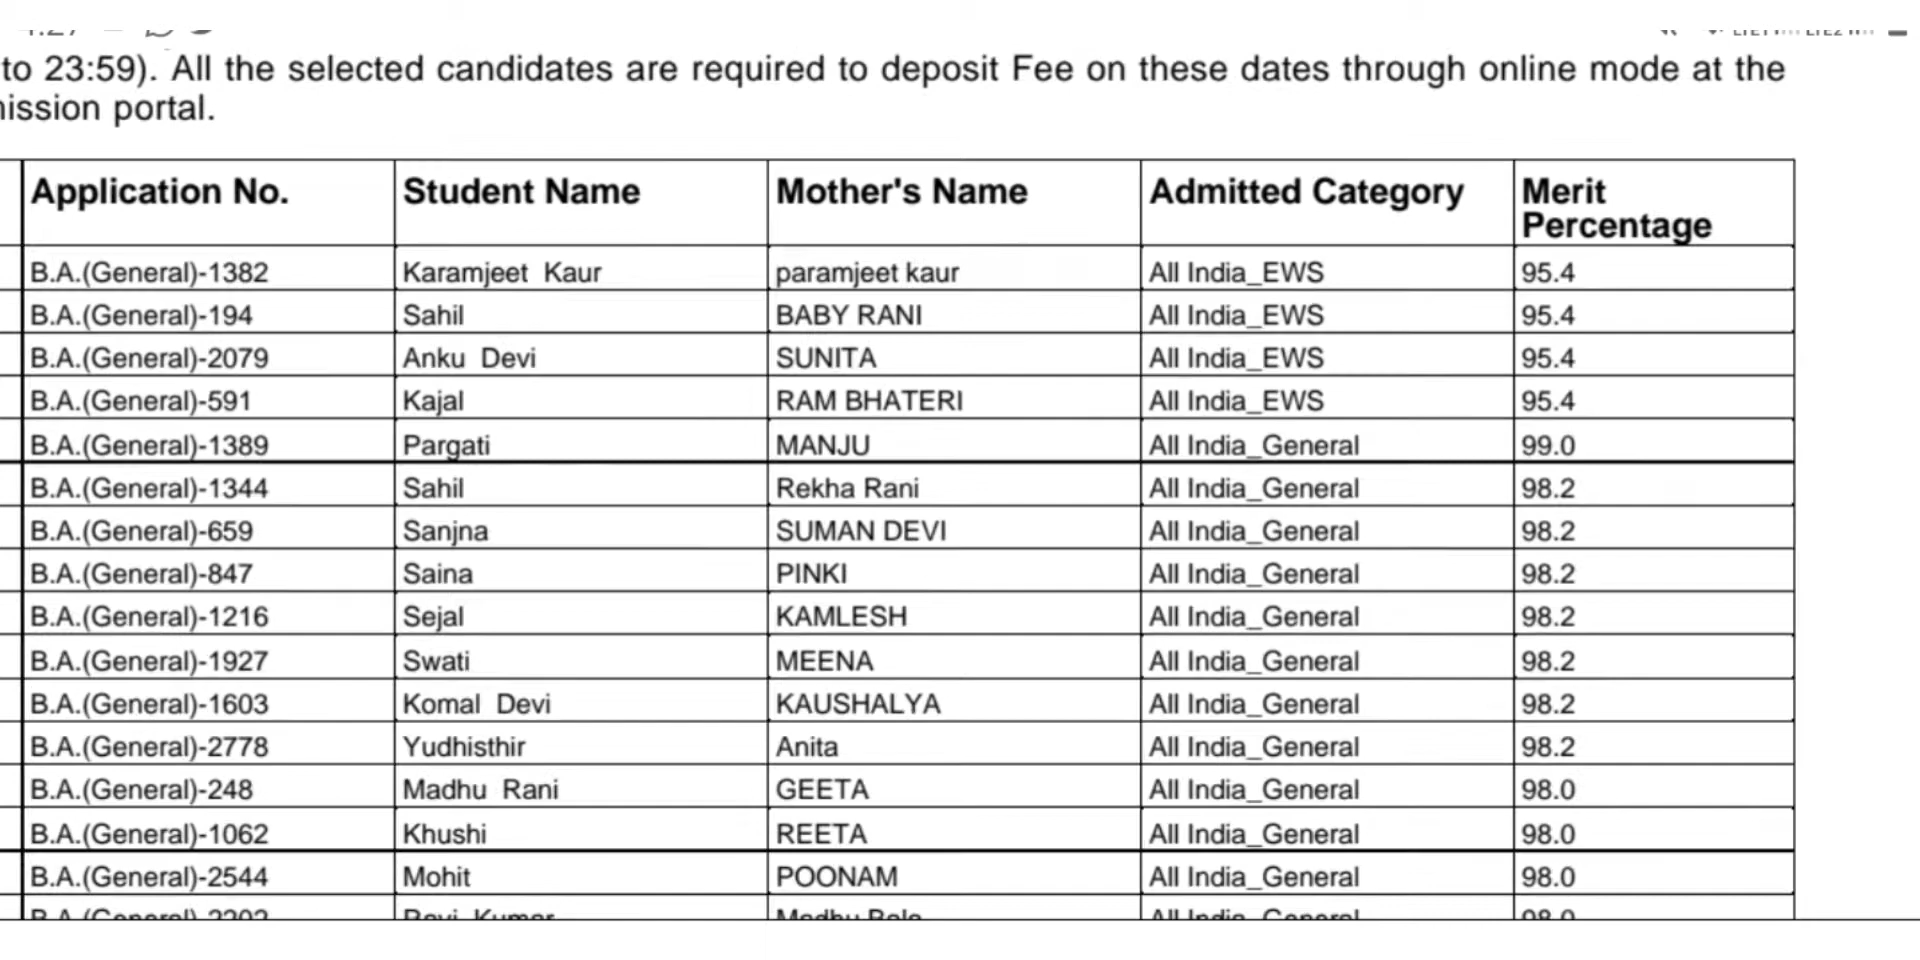 to 23:59). All the selected candidates are required to deposit Fee on these dates through online mode at the
ission portal.
Application No. Student Name Mother's Name Admitted Category Merit Percentage
B.A.(General)-1382 Karamjeet Kaur paramjeet kaur All India_EWS 95.4
B.A.(General)-194 Sahil BABY RANI All India_EWS 95.4
B.A.(General)-2079 Anku Devi SUNITA All India_EWS 95.4
B.A.(General)-591 Kajal RAM BHATERI All India_EWS 95.4
B.A.(General)-1389 Pargati MANJU All India_General 99.0
B.A.(General)-1344 Sahil Rekha Rani All India_General 98.2
B.A.(General)-659 Sanjna SUMAN DEVI All India_General 98.2
B.A.(General)-847 Saina PINKI All India_General 98.2
B.A.(General)-1216 Sejal KAMLESH All India_General 98.2
B.A.(General)-1927 Swati MEENA All India_General 98.2
B.A.(General)-1603 Komal Devi KAUSHALYA All India_General 98.2
B.A.(General)-2778 Yudhisthir Anita All India_General 98.2
B.A.(General)-248 Madhu Rani GEETA All India_General 98.0
B.A.(General)-1062 Khushi REETA All India_General 98.0
B.A.(General)-2544 Mohit POONAM All India_General 98.0